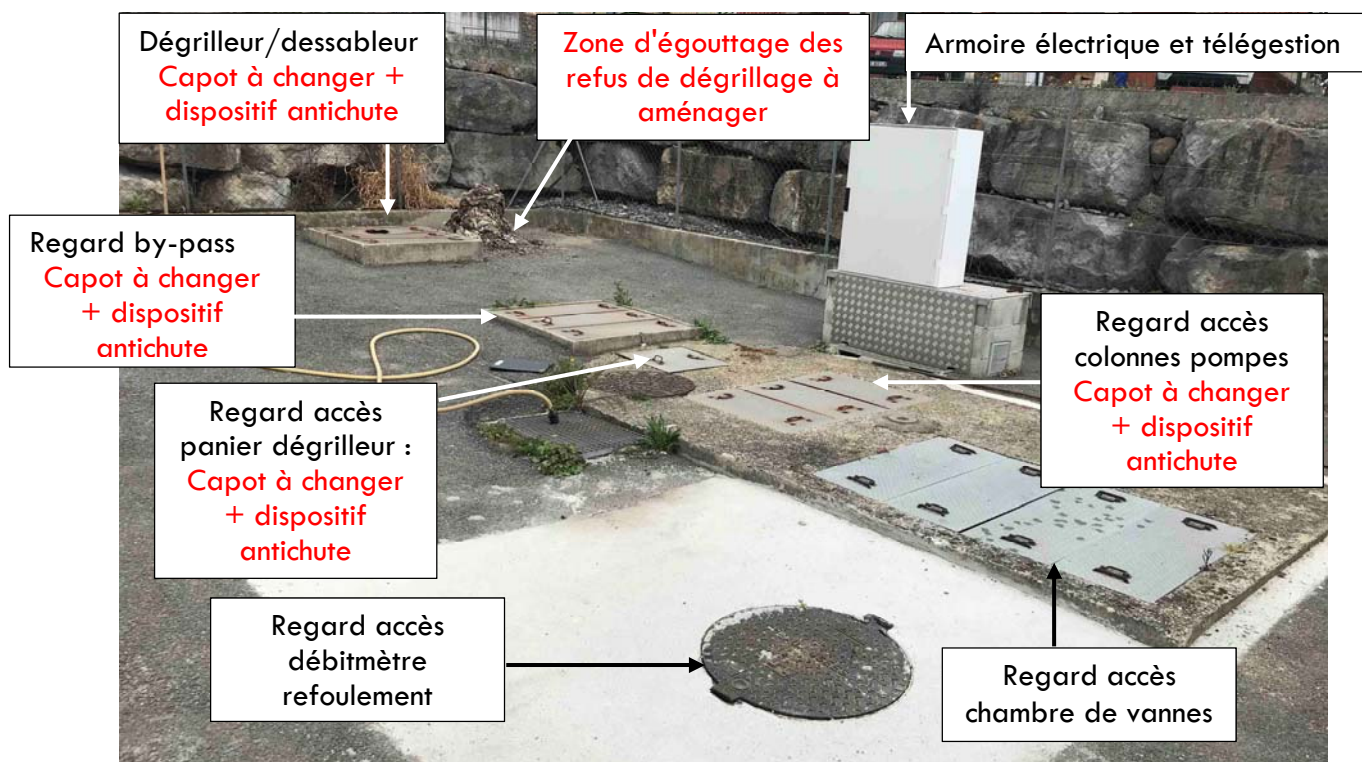 Dégrilleur/dessableur
Capot à changer +
dispositif antichute
Zone d'égouttage des
refus de dégrillage à
aménager
Armoire électrique et télégestion
Regard by-pass
Capot à changer
+ dispositif
antichute
Regard accès
colonnes pompes
Capot à changer
+ dispositif
antichute
Regard accès
panier dégrilleur :
Capot à changer
+ dispositif
antichute
Regard accès
débitmètre
refoulement
Regard accès
chambre de vannes